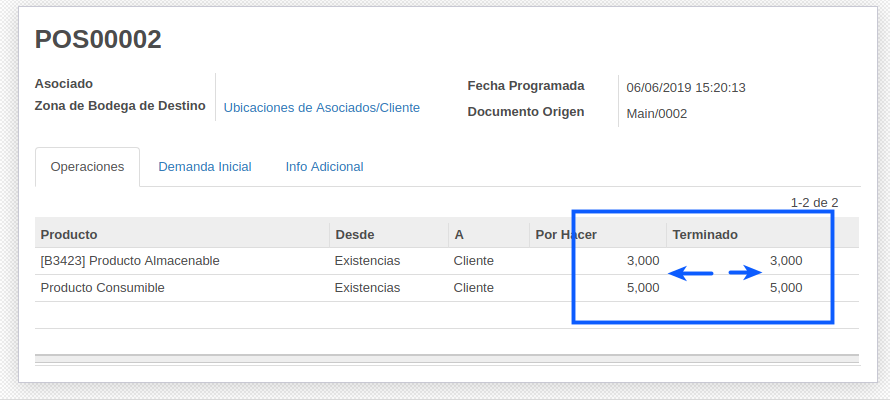 POS00002
Asociado
Zona de Bodega de Destino Ubicaciones de Asociados/Cliente
Fecha Programada 06/06/2019 15:20:13
Documento Origen Main/0002
Operaciones Demanda Inicial Info Adicional
1-2 de 2
Producto Desde A Por Hacer Terminado
[B3423] Producto Almacenable Existencias Cliente 3,000 3,000
Producto Consumible Existencias Cliente 5,000 5,000